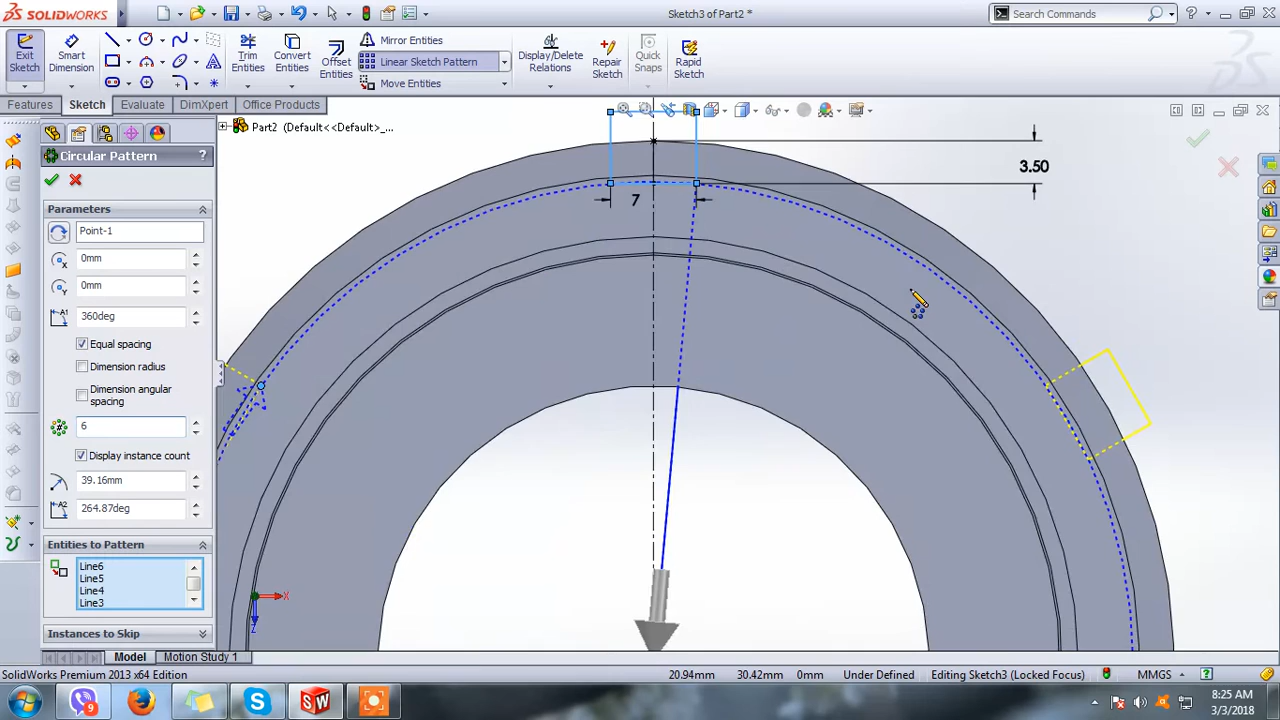 SOLIDWORKS
Sketch3 of Part2 *
Search Commands
Exit Sketch
Smart Dimension
Trim Entities
Convert Entities
Offset Entities
Mirror Entities
Linear Sketch Pattern
Move Entities
Display/Delete Relations
Repair Sketch
Quick Snaps
Rapid Sketch
Features
Sketch
Evaluate
DimXpert
Office Products
Part2 (Default<<Default>_...
Circular Pattern
?
Parameters
Point-1
0mm
0mm
360deg
Equal spacing
Dimension radius
Dimension angular spacing
6
Display instance count
39.16mm
264.87deg
Entities to Pattern
Line6
Line5
Line4
Line3
Instances to Skip
3.50
7
X
Z
Model
Motion Study 1
SolidWorks Premium 2013 x64 Edition
20.94mm
30.42mm
0mm
Under Defined
Editing Sketch3 (Locked Focus)
MMGS
?
9
SW
8:25 AM
3/3/2018